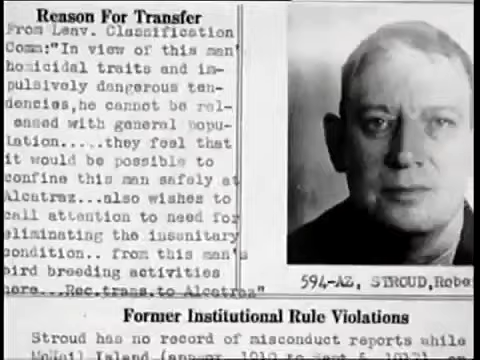 Reason For Transfer
From Leav. Classification
Comm:"In view of this man'
homicidal traits and im-
pulsively dangerous ten-
dencies,he cannot be rel-
eased with general popu-
lation.....they feel that
it would be possible to
confine this man safely at
Alcatraz...also wishes to
call attention to need for
eliminating the insanitary
condition.. from this man's
bird breeding activities
here...Rec.trans.to Alcatraz"
594-AZ, STROUD,Robe
Former Institutional Rule Violations
Stroud has no record of misconduct reports while
Island